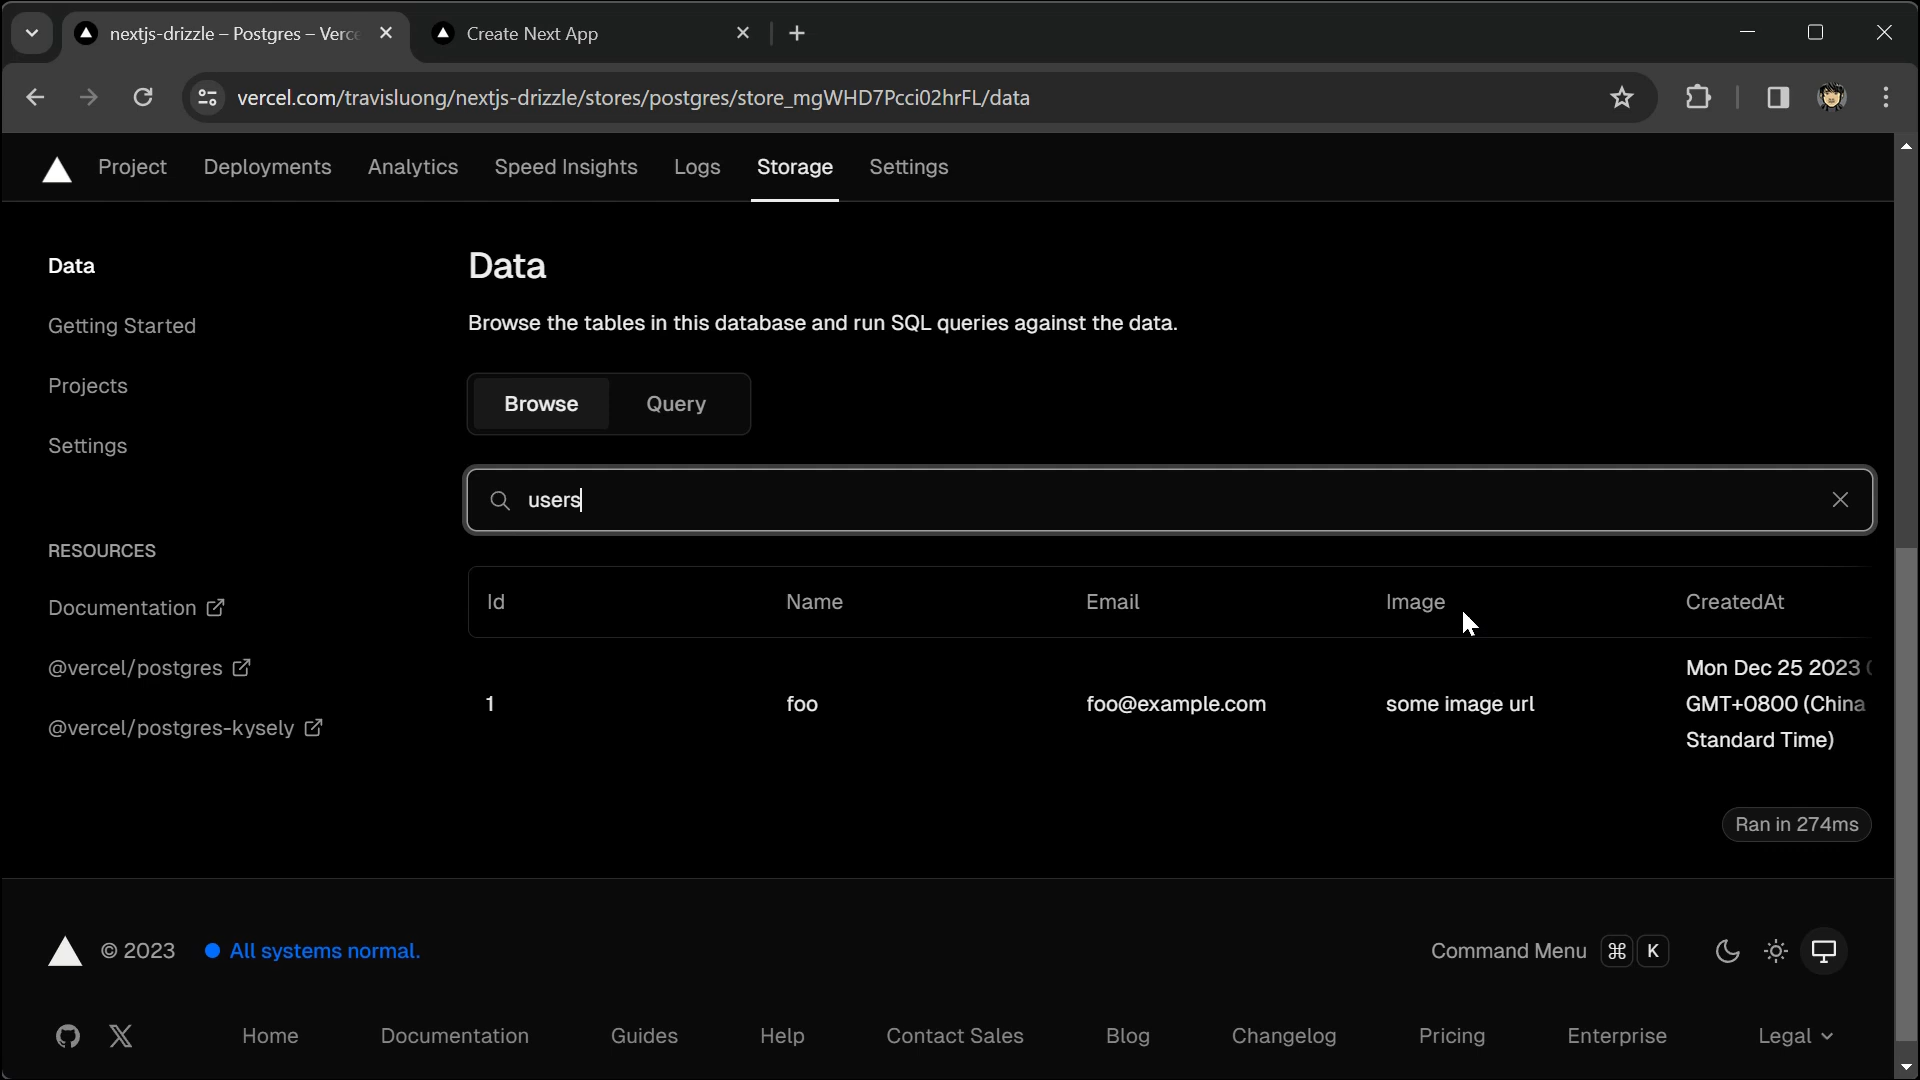 nextjs-drizzle – Postgres – Verc
Create Next App
vercel.com/travisluong/nextjs-drizzle/stores/postgres/store_mgWHD7Pcci02hrFL/data
Project Deployments Analytics Speed Insights Logs Storage Settings
Data
Getting Started
Projects
Settings
RESOURCES
Documentation
@vercel/postgres
@vercel/postgres-kysely
Data
Browse the tables in this database and run SQL queries against the data.
Browse Query
users
Id Name Email Image CreatedAt
1 foo foo@example.com some image url Mon Dec 25 2023
GMT+0800 (China
Standard Time)
Ran in 274ms
© 2023 All systems normal.
Command Menu ⌘ K
Home Documentation Guides Help Contact Sales Blog Changelog Pricing Enterprise Legal